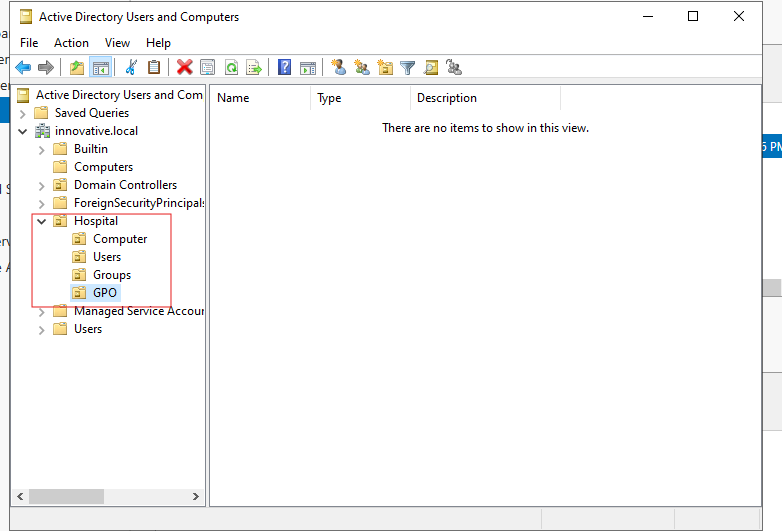 Active Directory Users and Computers
File Action View Help
Active Directory Users and Com
Saved Queries
innovative.local
Builtin
Computers
Domain Controllers
ForeignSecurityPrincipals
Hospital
Computer
Users
Groups
GPO
Managed Service Accour
Users
Name Type Description
There are no items to show in this view.
PM